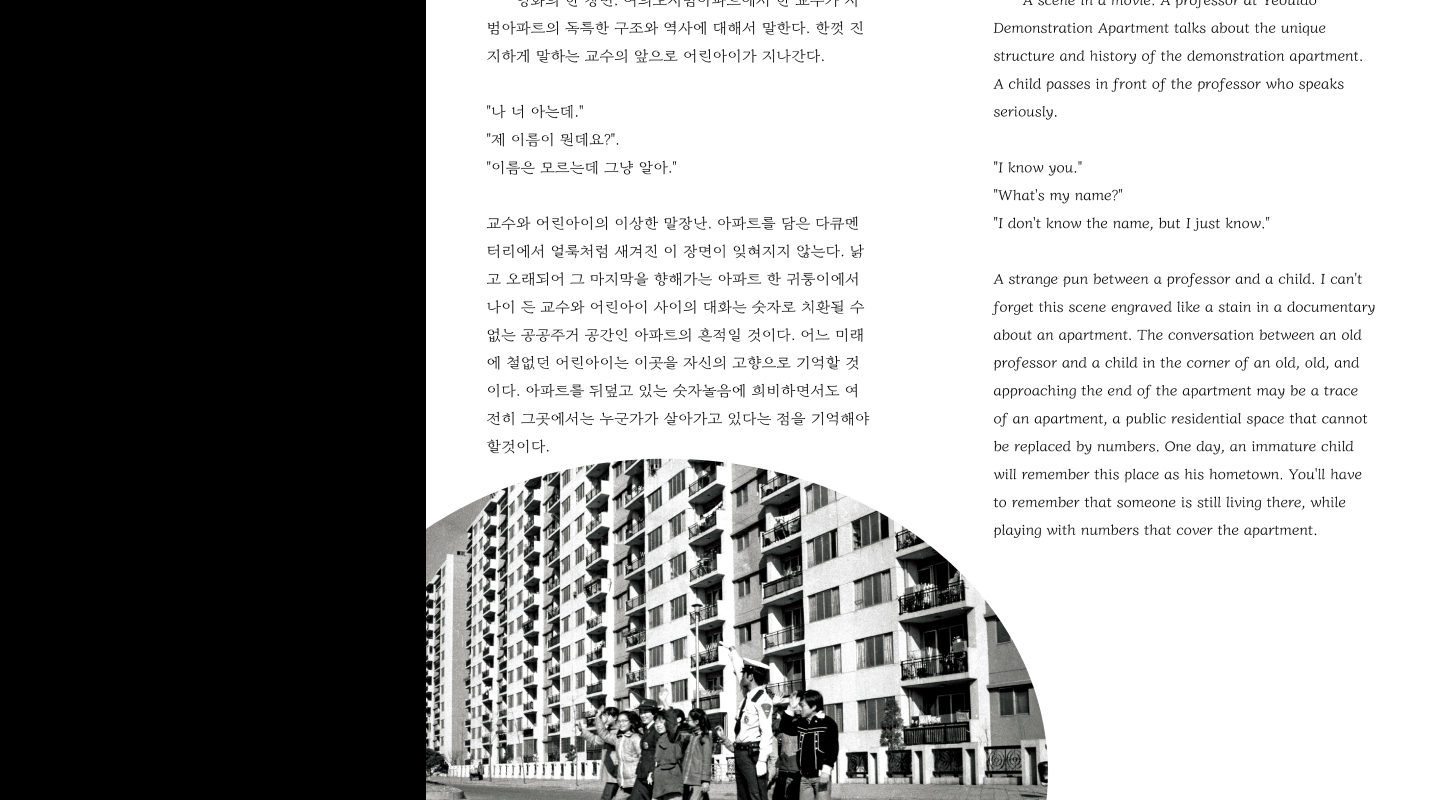 범아파트의 독특한 구조와 역사에 대해서 말한다. 한껏 진
지하게 말하는 교수의 앞으로 어린아이가 지나간다.
"나 너 아는데."
"제 이름이 뭔데요?".
"이름은 모르는데 그냥 알아."
교수와 어린아이의 이상한 말장난. 아파트를 담은 다큐멘
터리에서 얼룩처럼 새겨진 이 장면이 잊혀지지 않는다. 낡
고 오래되어 그 마지막을 향해가는 아파트 한 귀퉁이에서
나이 든 교수와 어린아이 사이의 대화는 숫자로 치환될 수
없는 공공주거 공간인 아파트의 흔적일 것이다. 어느 미래
에 철없던 어린아이는 이곳을 자신의 고향으로 기억할 것
이다. 아파트를 뒤덮고 있는 숫자놀음에 희비하면서도 여
전히 그곳에서는 누군가가 살아가고 있다는 점을 기억해야
할것이다.
A scene in a movie. A professor at Yeouido
Demonstration Apartment talks about the unique
structure and history of the demonstration apartment.
A child passes in front of the professor who speaks
seriously.
"I know you."
"What's my name?"
"I don't know the name, but I just know."
A strange pun between a professor and a child. I can't
forget this scene engraved like a stain in a documentary
about an apartment. The conversation between an old
professor and a child in the corner of an old, old, and
approaching the end of the apartment may be a trace
of an apartment, a public residential space that cannot
be replaced by numbers. One day, an immature child
will remember this place as his hometown. You'll have
to remember that someone is still living there, while
playing with numbers that cover the apartment.